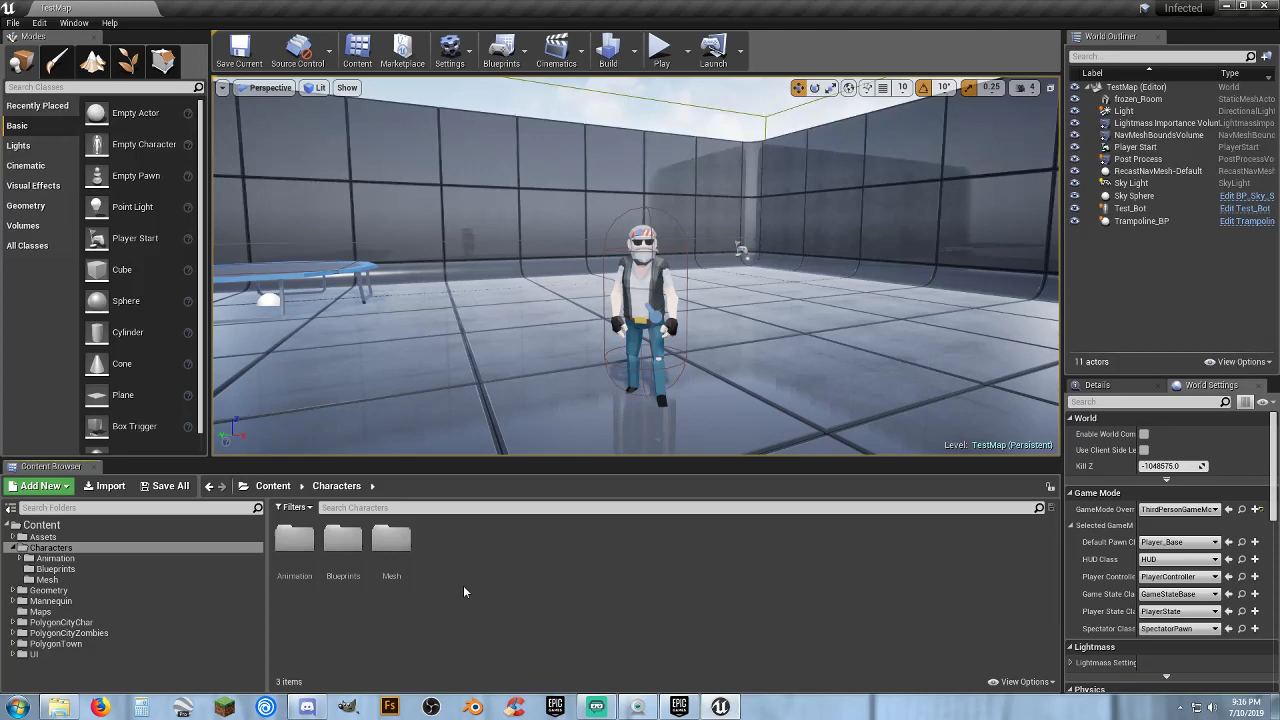 TestMap
Infected
File Edit Window Help
Modes
Search Classes
Recently Placed
Basic
Lights
Cinematic
Visual Effects
Geometry
Volumes
All Classes
Empty Actor
Empty Character
Empty Pawn
Point Light
Player Start
Cube
Sphere
Cylinder
Cone
Plane
Box Trigger
Save Current Source Control Content Marketplace Settings Blueprints Cinematics Build Play Launch
Perspective Lit Show
10 10° 0.25 4
Level: TestMap (Persistent)
World Outliner
Search...
Label Type
TestMap (Editor) World
frozen_Room StaticMeshActo
Light DirectionalLight
Lightmass Importance Volun LightmassImpo
NavMeshBoundsVolume NavMeshBound
Player Start PlayerStart
Post Process PostProcessVo
RecastNavMesh-Default RecastNavMesh
Sky Light SkyLight
Sky Sphere Edit BP_Sky_S
Test_Bot Edit Test_Bot
Trampoline_BP Edit Trampolin
11 actors
View Options
Details World Settings
Search
World
Enable World Com
Use Client Side Le
Kill Z -1048575.0
Game Mode
GameMode Overr ThirdPersonGameMo
Selected GameM
Default Pawn Cl Player_Base
HUD Class HUD
Player Controlle PlayerController
Game State Cla GameStateBase
Player State Cla PlayerState
Spectator Class SpectatorPawn
Lightmass
Lightmass Setting
Physics
Content Browser
Add New Import Save All Content Characters
Search Folders
Filters Search Characters
Content
Assets
Characters
Animation
Blueprints
Mesh
Geometry
Mannequin
Maps
PolygonCityChar
PolygonCityZombies
PolygonTown
UI
Animation Blueprints Mesh
3 items
View Options
9:16 PM
7/10/2019